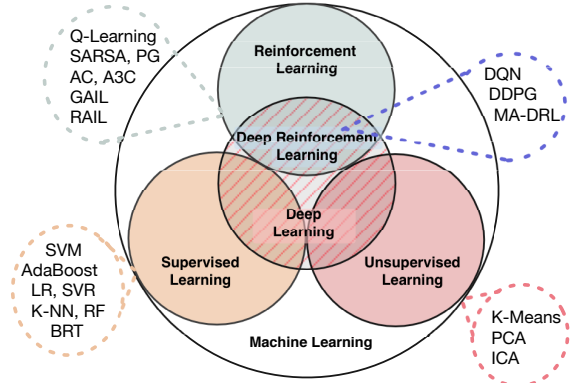 Q-Learning
SARSA, PG
AC, A3C
GAIL
RAIL
Reinforcement
Learning
DQN
DDPG
MA-DRL
Deep Reinforcement
Learning
Deep
Learning
SVM
AdaBoost
LR, SVR
K-NN, RF
BRT
Supervised
Learning
Unsupervised
Learning
K-Means
PCA
ICA
Machine Learning